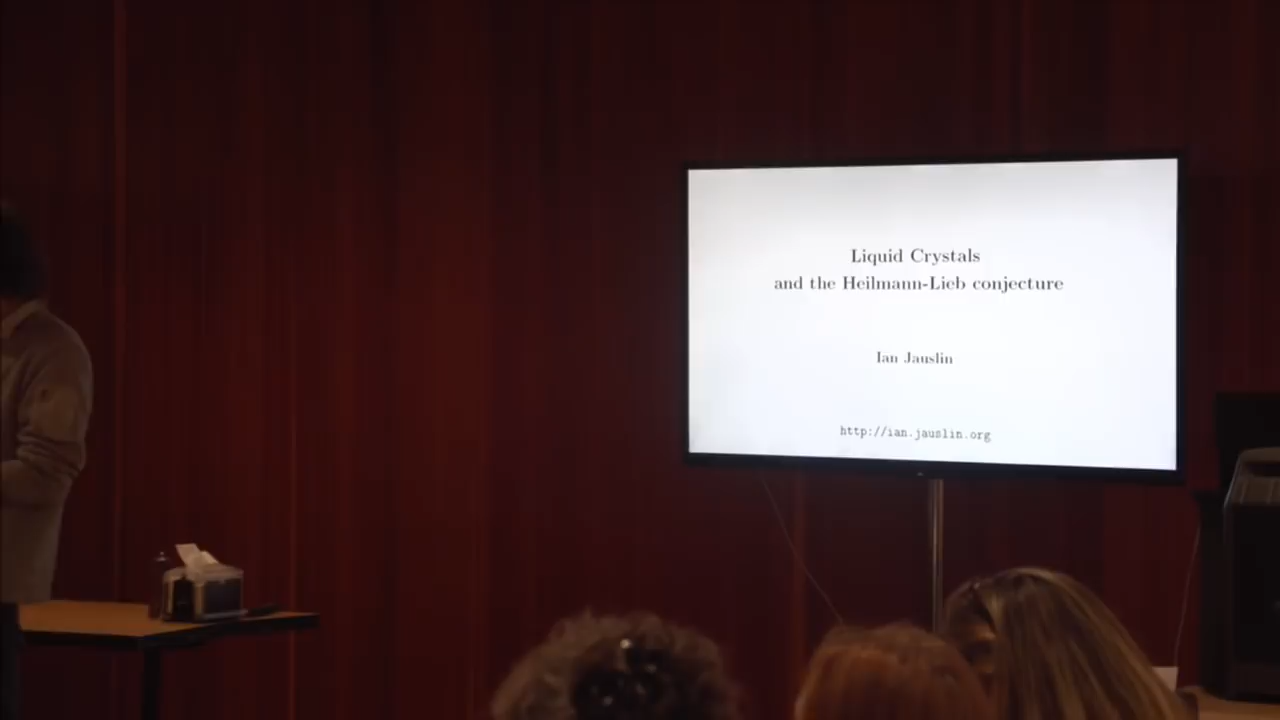 Liquid Crystals
and the Heilmann-Lieb conjecture
Ian Jauslin
http://ian.jauslin.org